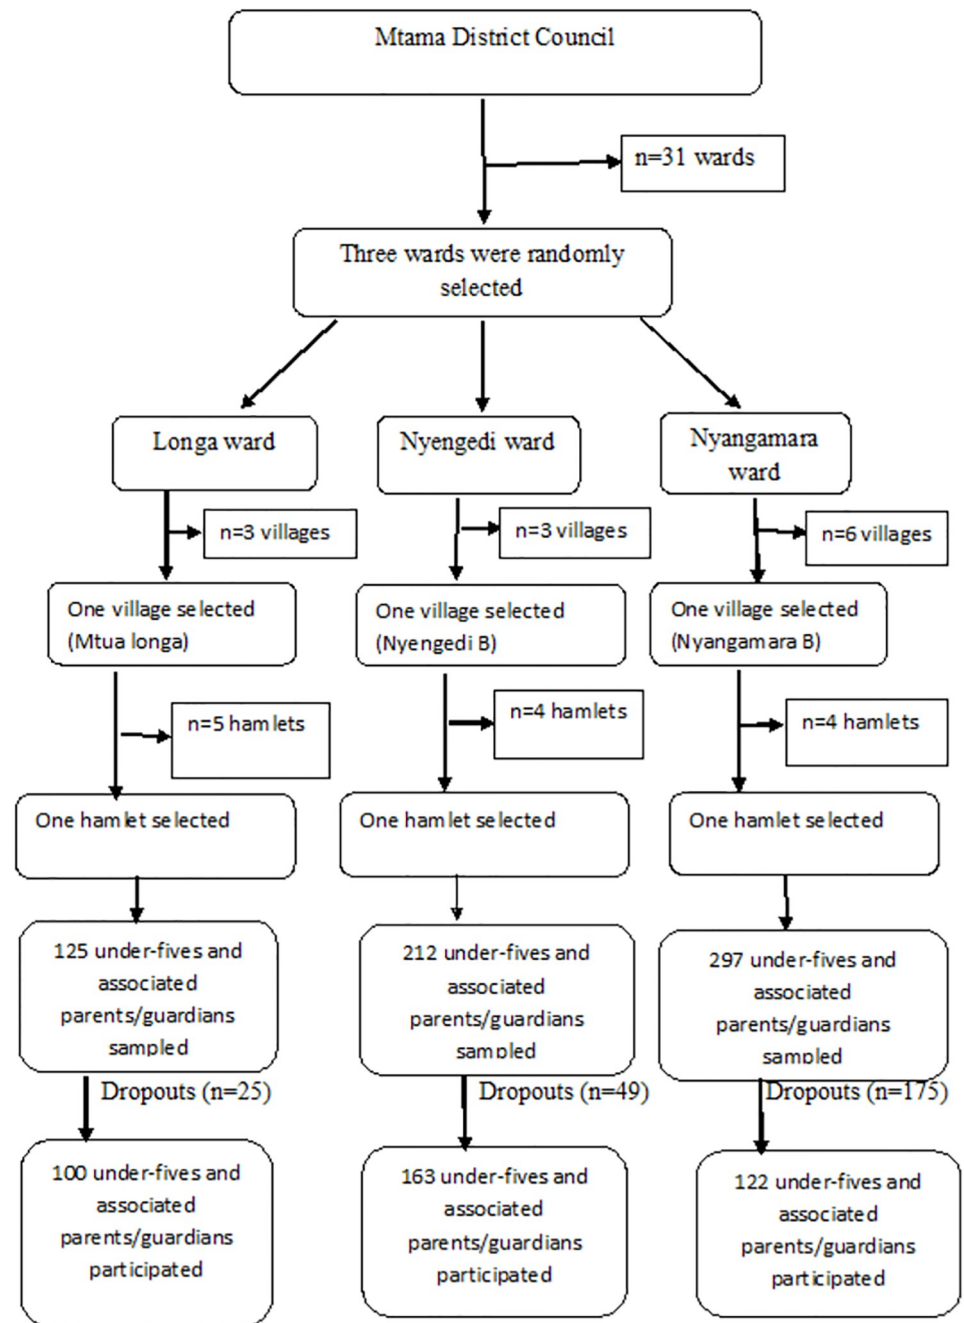 Mtama District Council
n=31 wards
Three wards were randomly
selected
Longa ward
Nyengedi ward
Nyangamara
ward
n=3 villages
n=3 villages
n=6 villages
One village selected
(Mtua longa)
One village selected
(Nyengedi B)
One village selected
(Nyangamara B)
n=5 hamlets
n=4 hamlets
n=4 hamlets
One hamlet selected
One hamlet selected
One hamlet selected
125 under-fives and
associated
parents/guardians
sampled
212 under-fives and
associated
parents/guardians
sampled
297 under-fives and
associated
parents/guardians
sampled
Dropouts (n=25)
Dropouts (n=49)
Dropouts (n=175)
100 under-fives and
associated
parents/guardians
participated
163 under-fives and
associated
parents/guardians
participated
122 under-fives and
associated
parents/guardians
participated